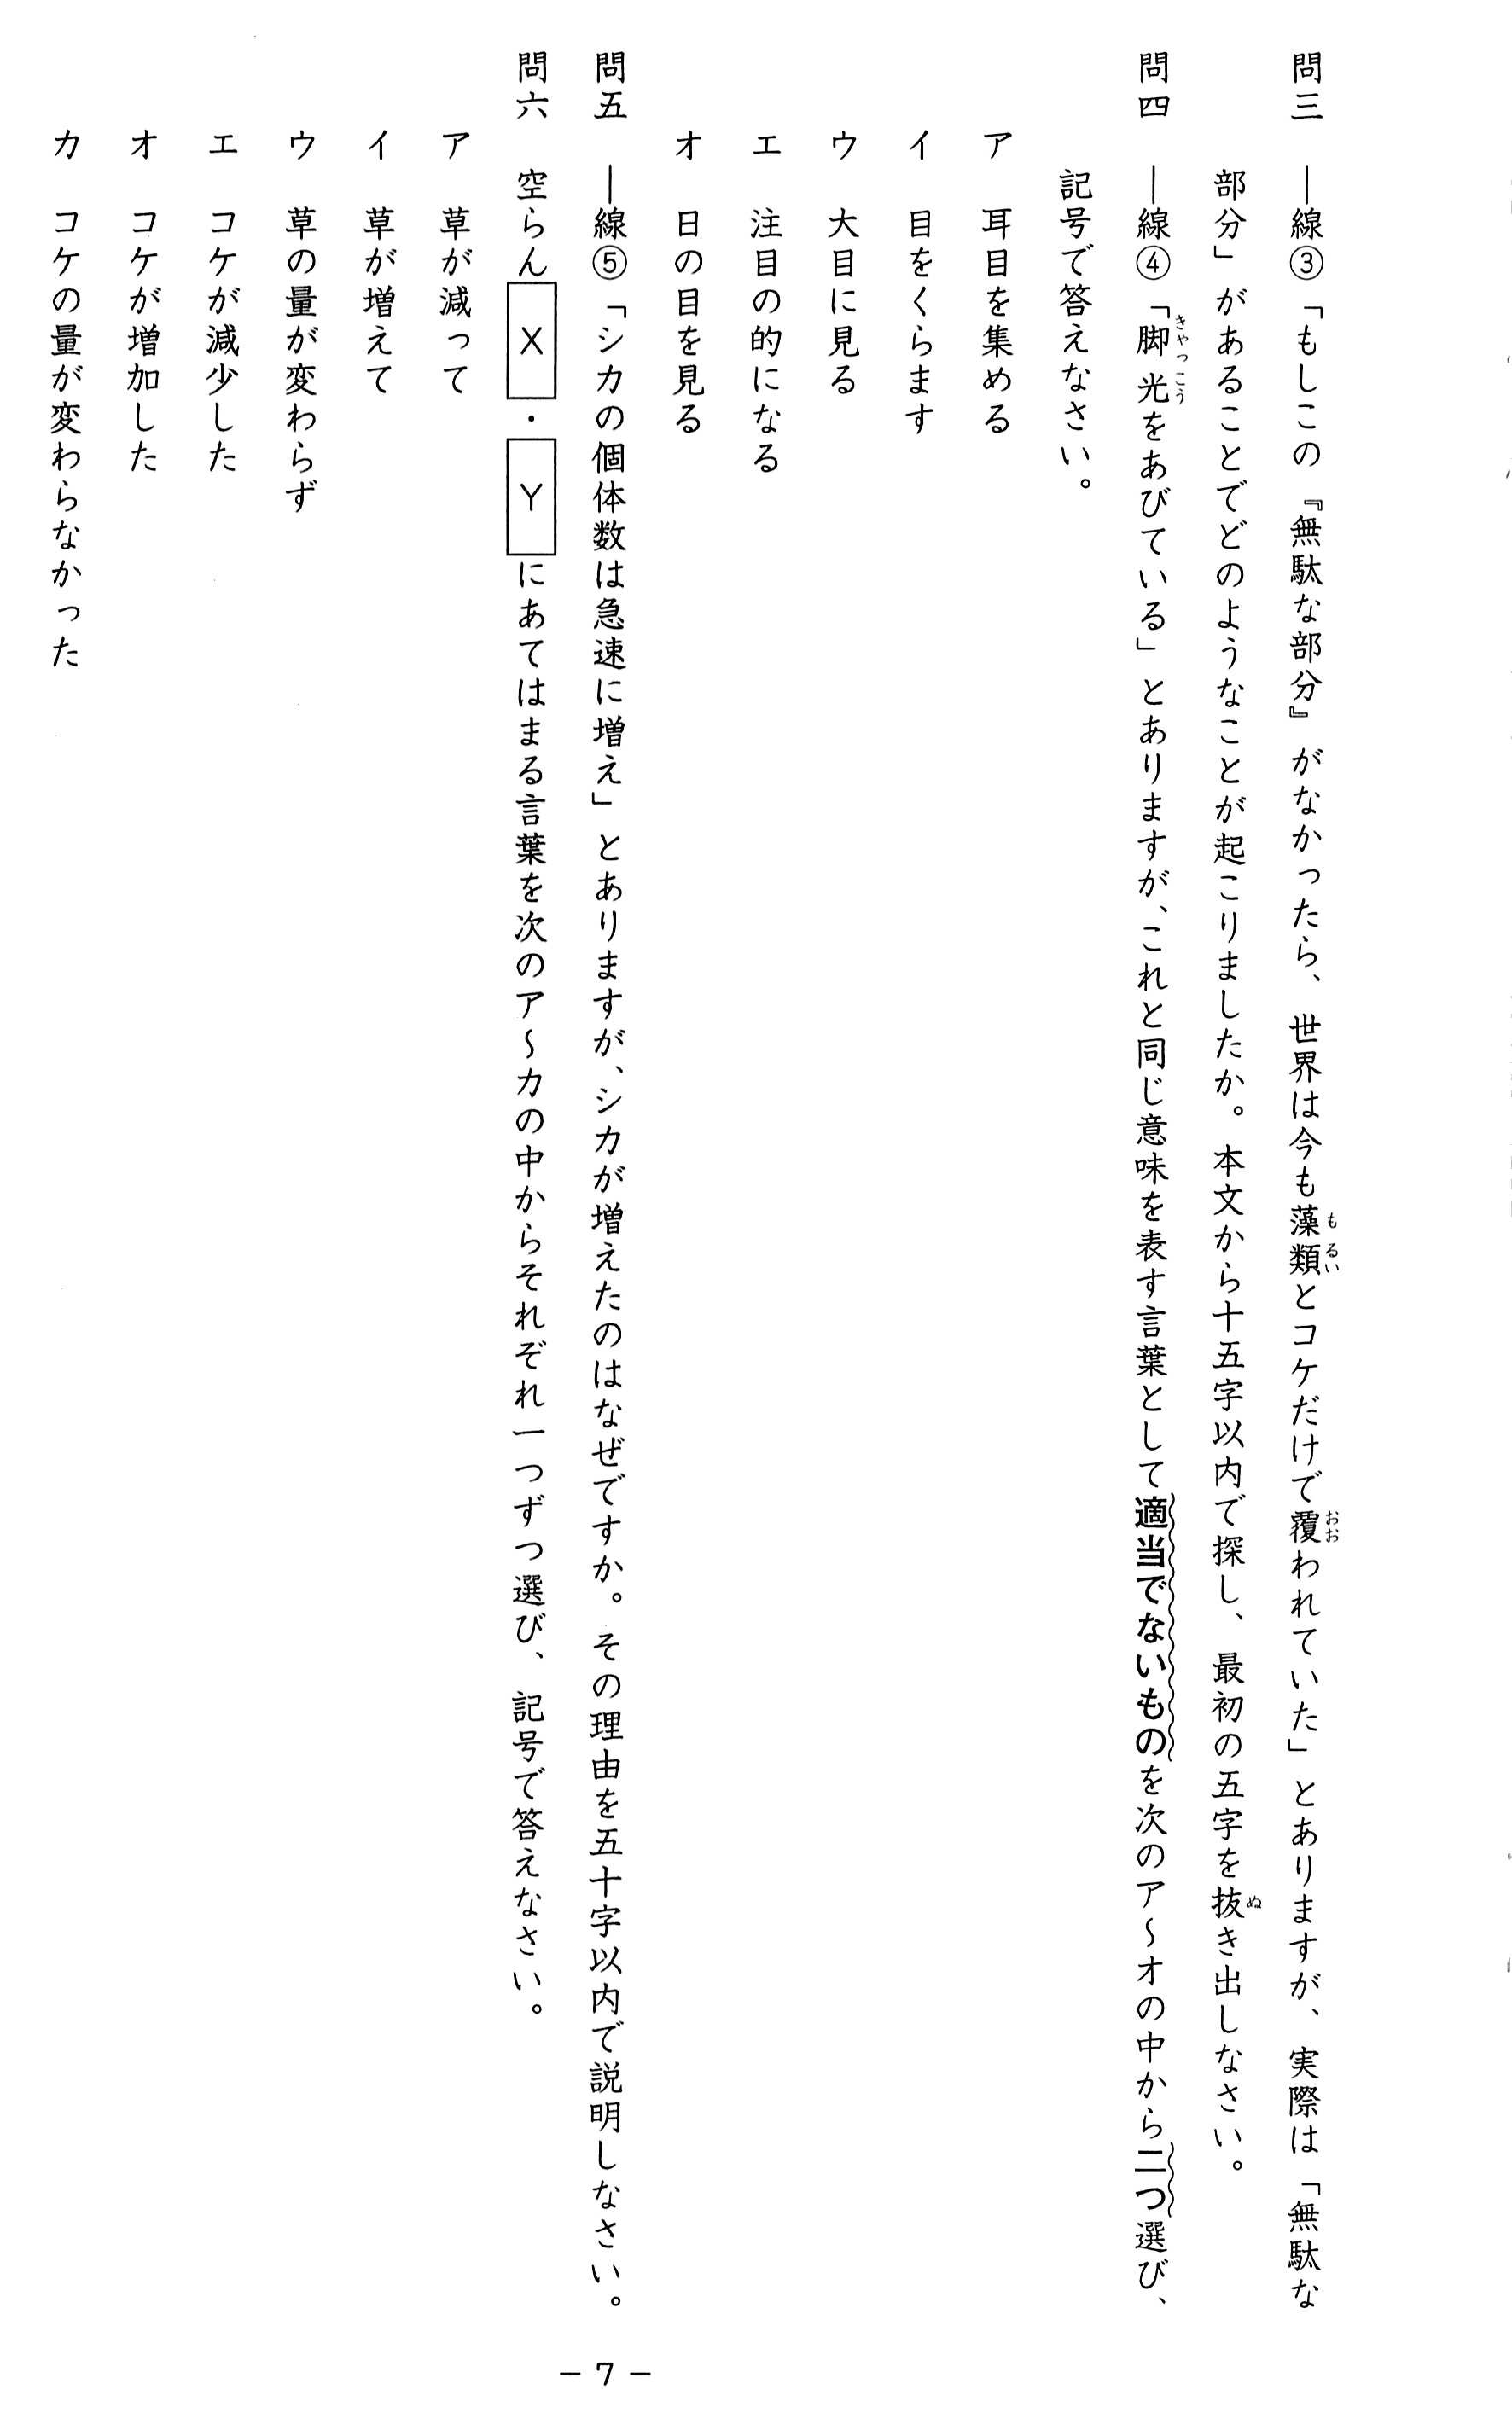 問三 ―線③「もしこの『無駄な部分』がなかったら、世界は今も藻類とコケだけで覆われていた」とありますが、実際は「無駄な
部分」があることでどのようなことが起こりましたか。本文から十五字以内で探し、最初の五字を抜き出しなさい。
問四 ―線④「脚光をあびている」とありますが、これと同じ意味を表す言葉として適当でないものを次のア～オの中から二つ選び、
記号で答えなさい。
ア 耳目を集める
イ 目をくらます
ウ 大目に見る
エ 注目の的になる
オ 日の目を見る
問五 ―線⑤「シカの個体数は急速に増え」とありますが、シカが増えたのはなぜですか。その理由を五十字以内で説明しなさい。
問六 空らん X ・ Y にあてはまる言葉を次のア～カの中からそれぞれ一つずつ選び、記号で答えなさい。
ア 草が減って
イ 草が増えて
ウ 草の量が変わらず
エ コケが減少した
オ コケが増加した
カ コケの量が変わらなかった
－7－